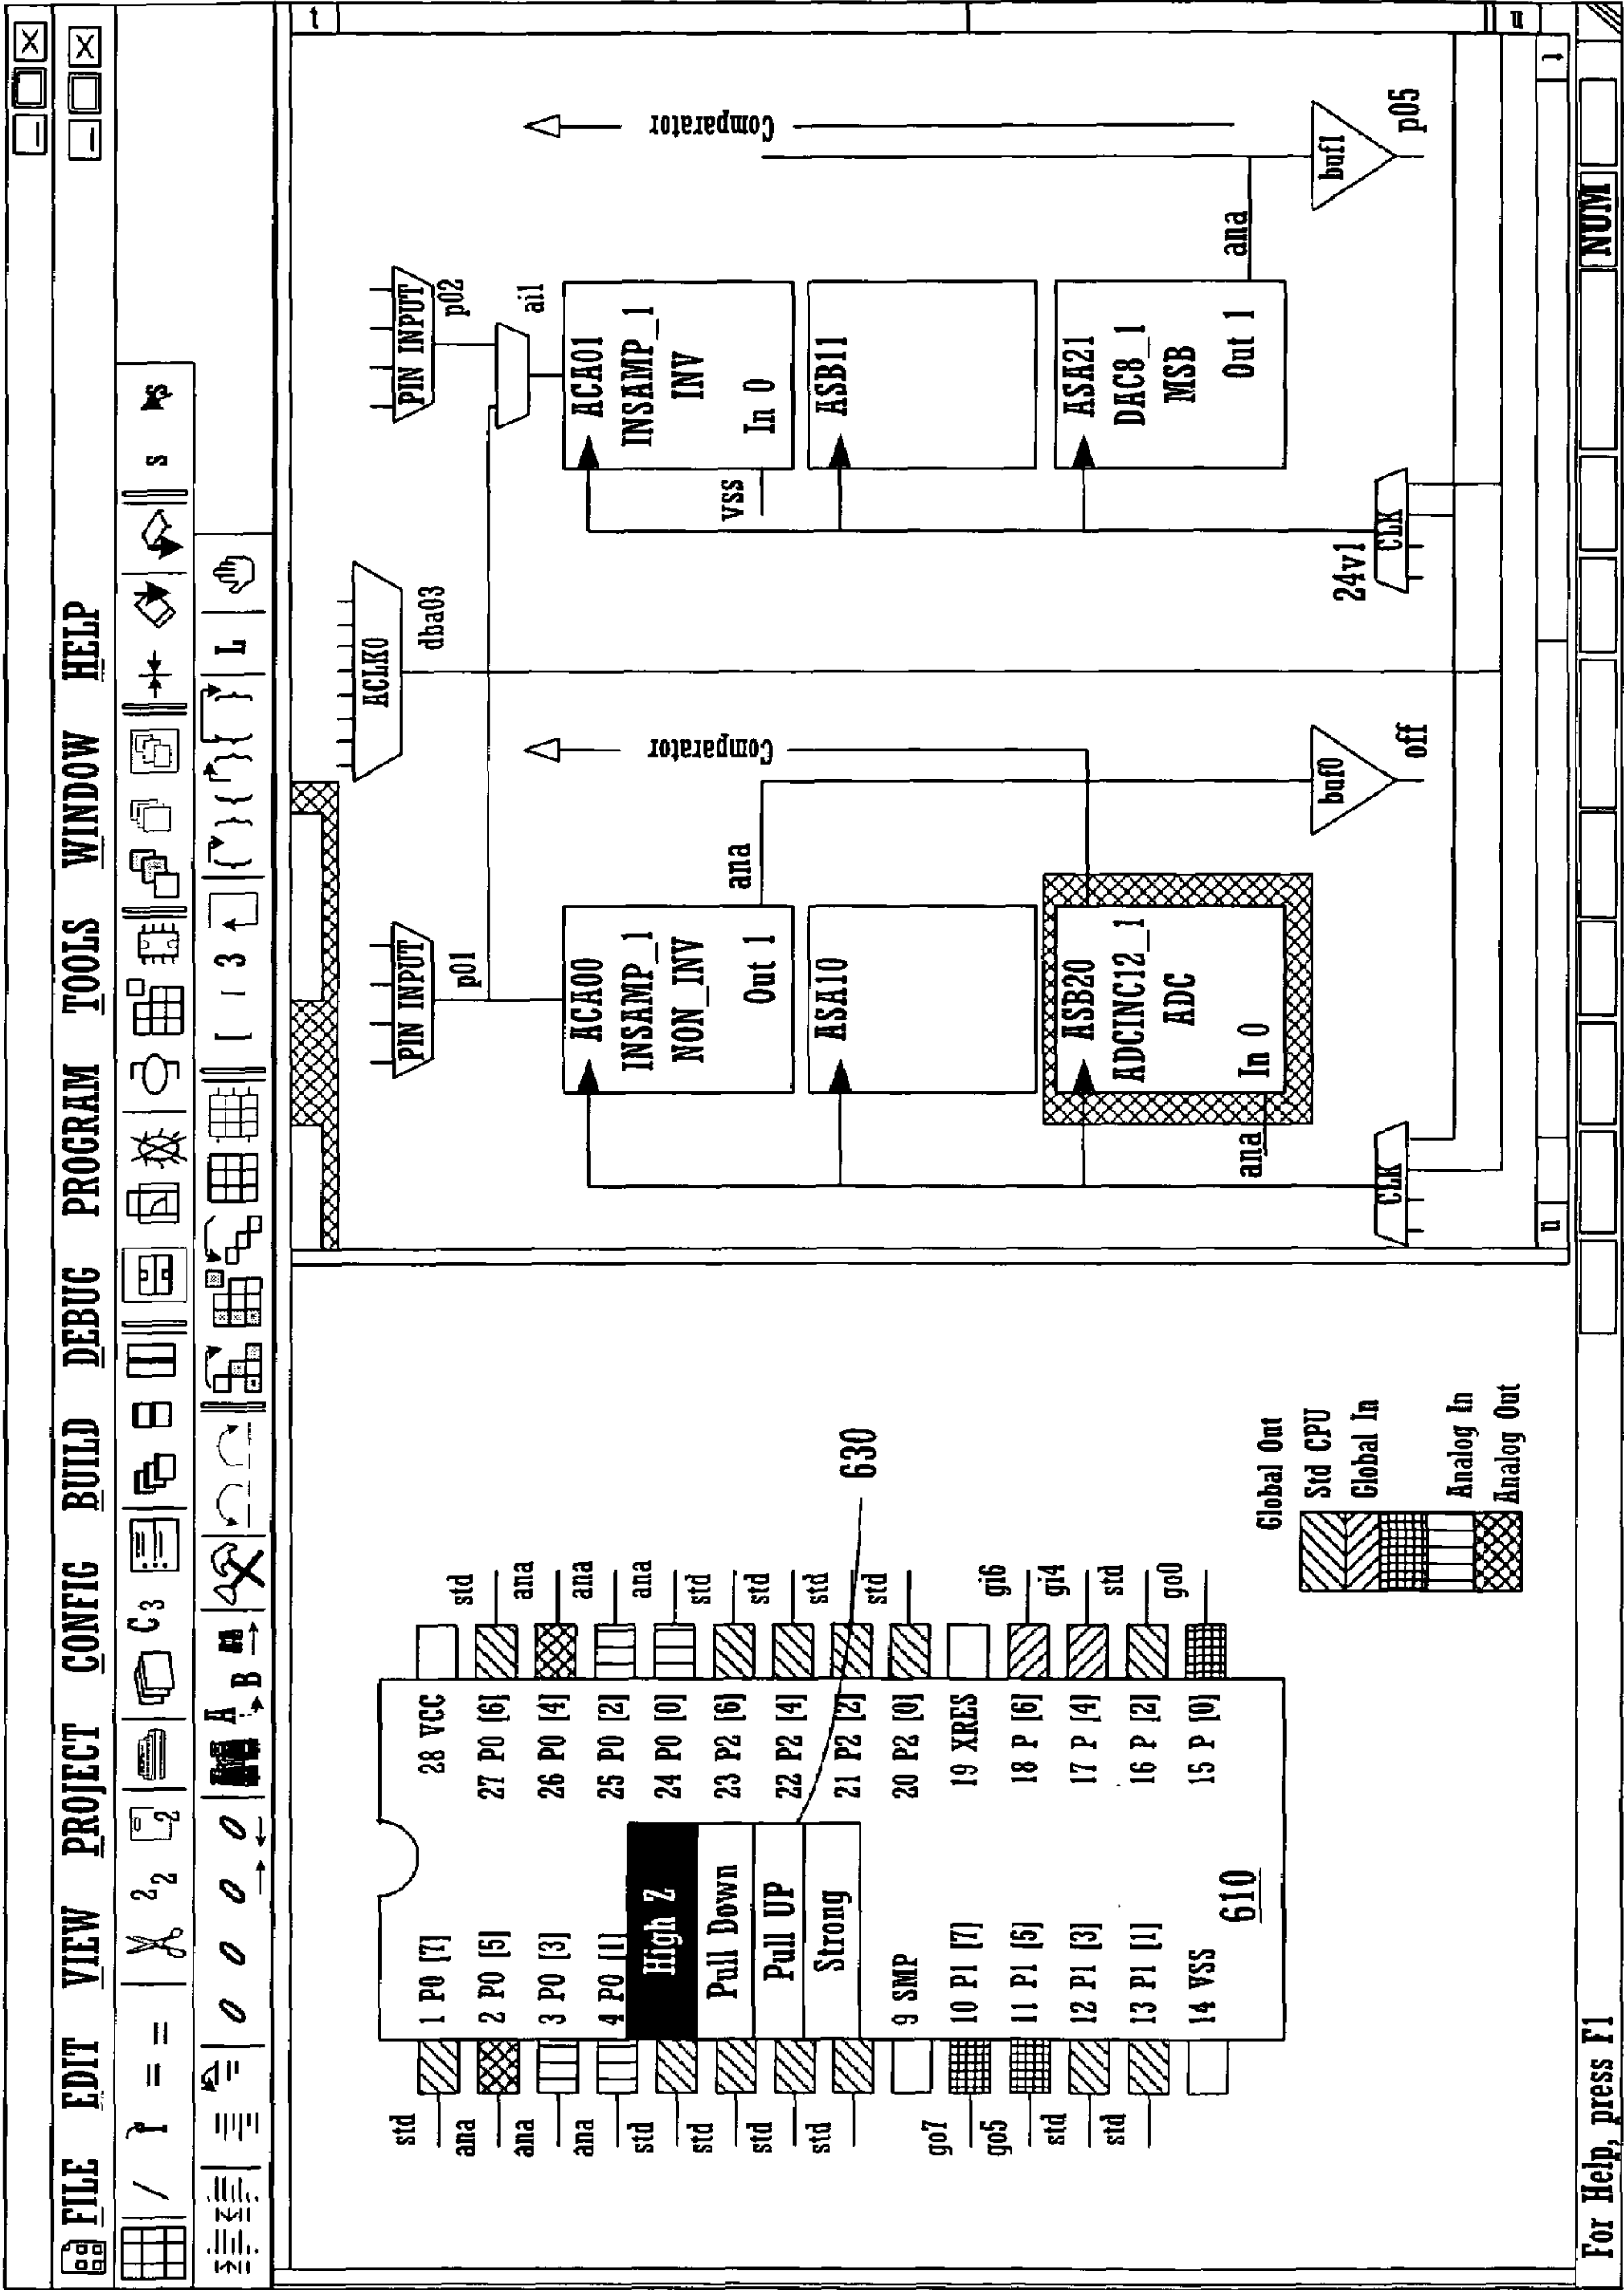 FILE EDIT VIEW PROJECT CONFIG BUILD DEBUG PROGRAM TOOLS WINDOW HELP
C 3
A
B
L
1 P0 [7]
2 P0 [5]
3 P0 [3]
4 P0 [1]
High Z
Pull Down
Pull UP
Strong
9 SMP
10 P1 [7]
11 P1 [5]
12 P1 [3]
13 P1 [1]
14 VSS
28 VCC
27 P0 [6]
26 P0 [4]
25 P0 [2]
24 P0 [0]
23 P2 [6]
22 P2 [4]
21 P2 [2]
20 P2 [0]
19 XRES
18 P [6]
17 P [4]
16 P [2]
15 P [0]
std
ana
ana
ana
std
std
std
std
go7
go5
std
std
std
ana
ana
ana
std
std
std
std
gi6
gi4
std
go0
610
630
Global Out
Std CPU
Global In
Analog In
Analog Out
PIN INPUT
p01
ACLK0
dba03
PIN INPUT
p02
ai1
ACA00
INSAMP_1
NON_INV
Out 1
ana
ASA10
ASB20
ADCINC12_1
ADC
In 0
ana
Comparator
buf0
off
CLK
ACA01
INSAMP_1
INV
In 0
vss
ASB11
ASA21
DAC8_1
MSB
Out 1
ana
Comparator
buf1
p05
24v1
CLK
t
u
u
t
For Help, press F1
NUM